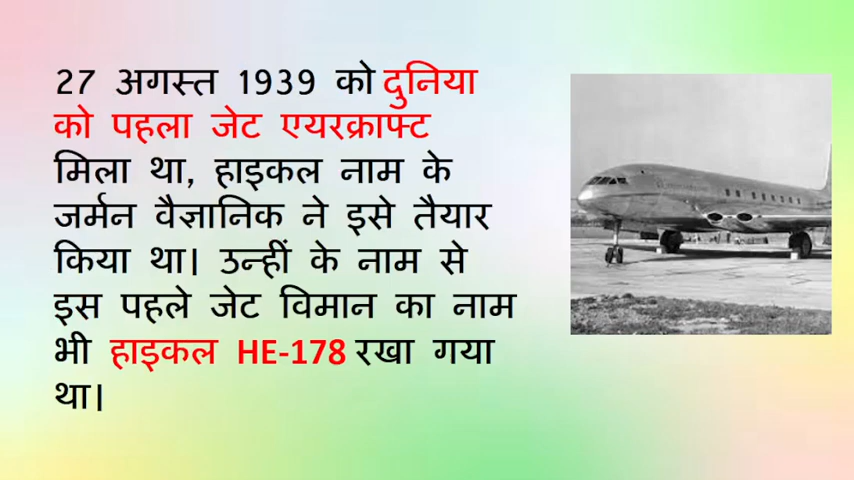 27 अगस्त 1939 को दुनिया
को पहला जेट एयरक्राफ्ट
मिला था, हाइकल नाम के
जर्मन वैज्ञानिक ने इसे तैयार
किया था। उन्हीं के नाम से
इस पहले जेट विमान का नाम
भी हाइकल HE-178 रखा गया
था।